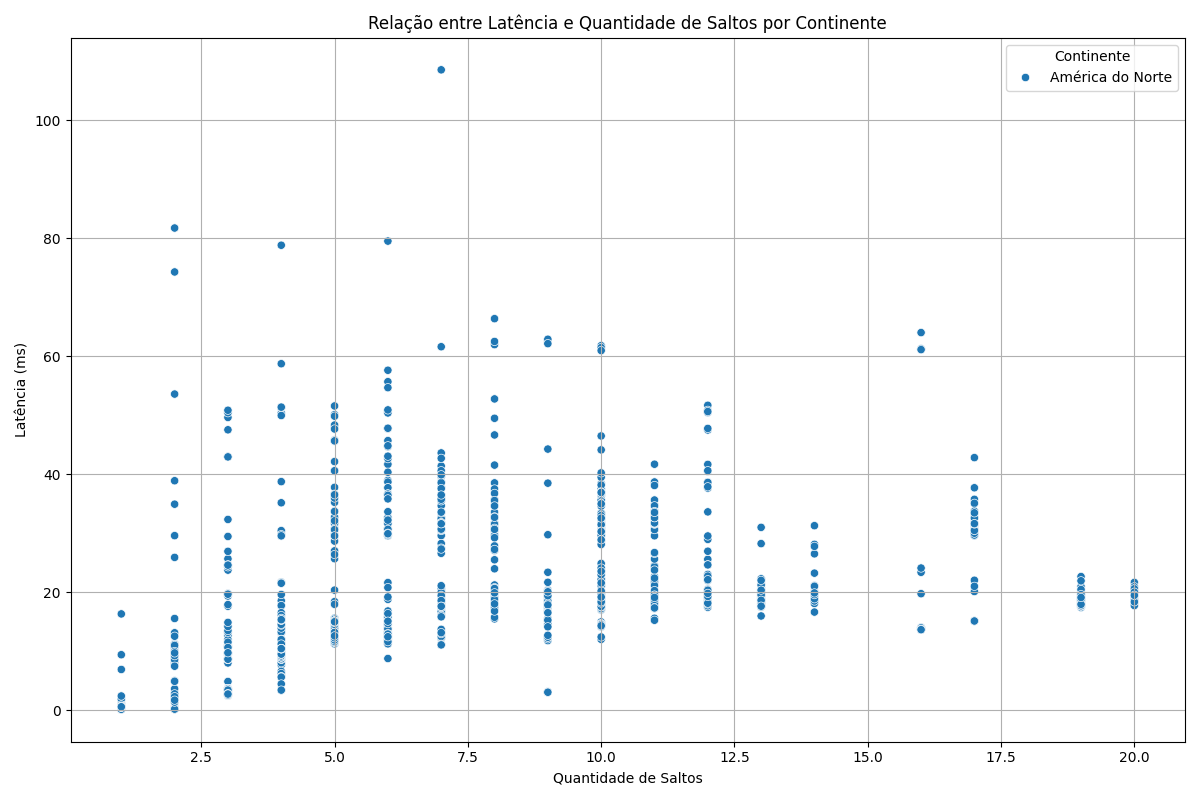 Relação entre Latência e Quantidade de Saltos por Continente
Continente
América do Norte
Latência (ms)
100
80
60
40
20
0
2.5 5.0 7.5 10.0 12.5 15.0 17.5 20.0
Quantidade de Saltos